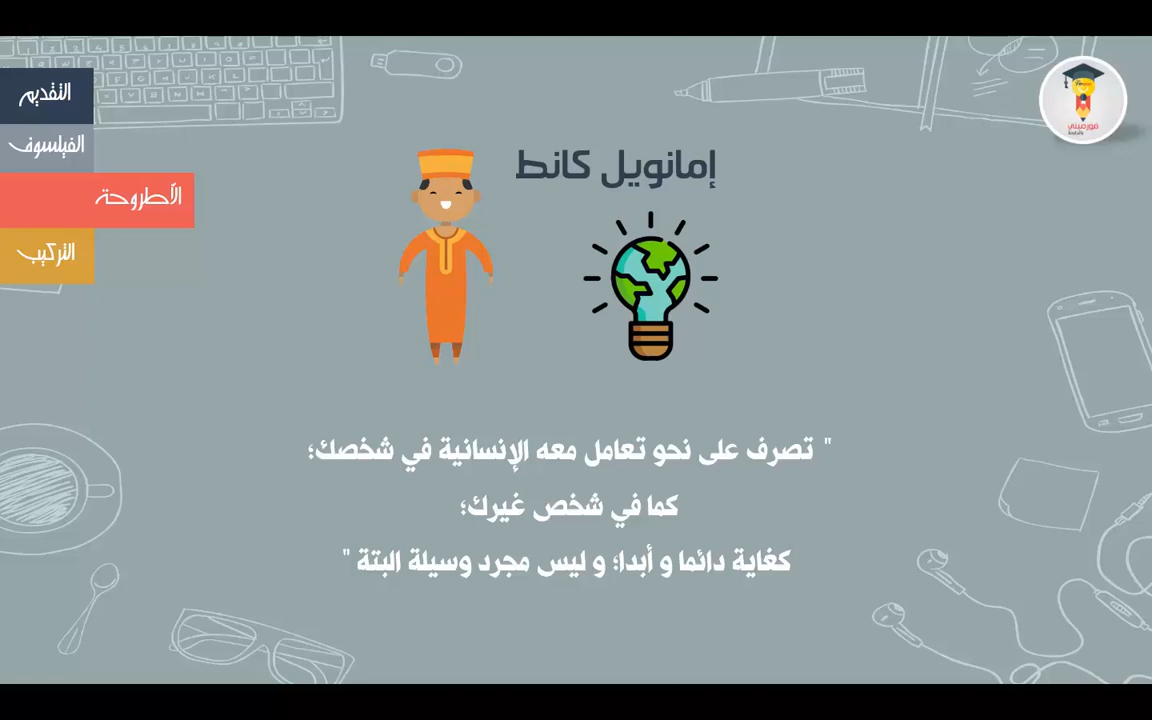 التقديم
الفيلسوف
الأطروحة
التركيب
إمانويل كانط
" تصرف على نحو تعامل معه الإنسانية في شخصك؛
كما في شخص غيرك؛
كغاية دائما و أبدا؛ و ليس مجرد وسيلة البتة "